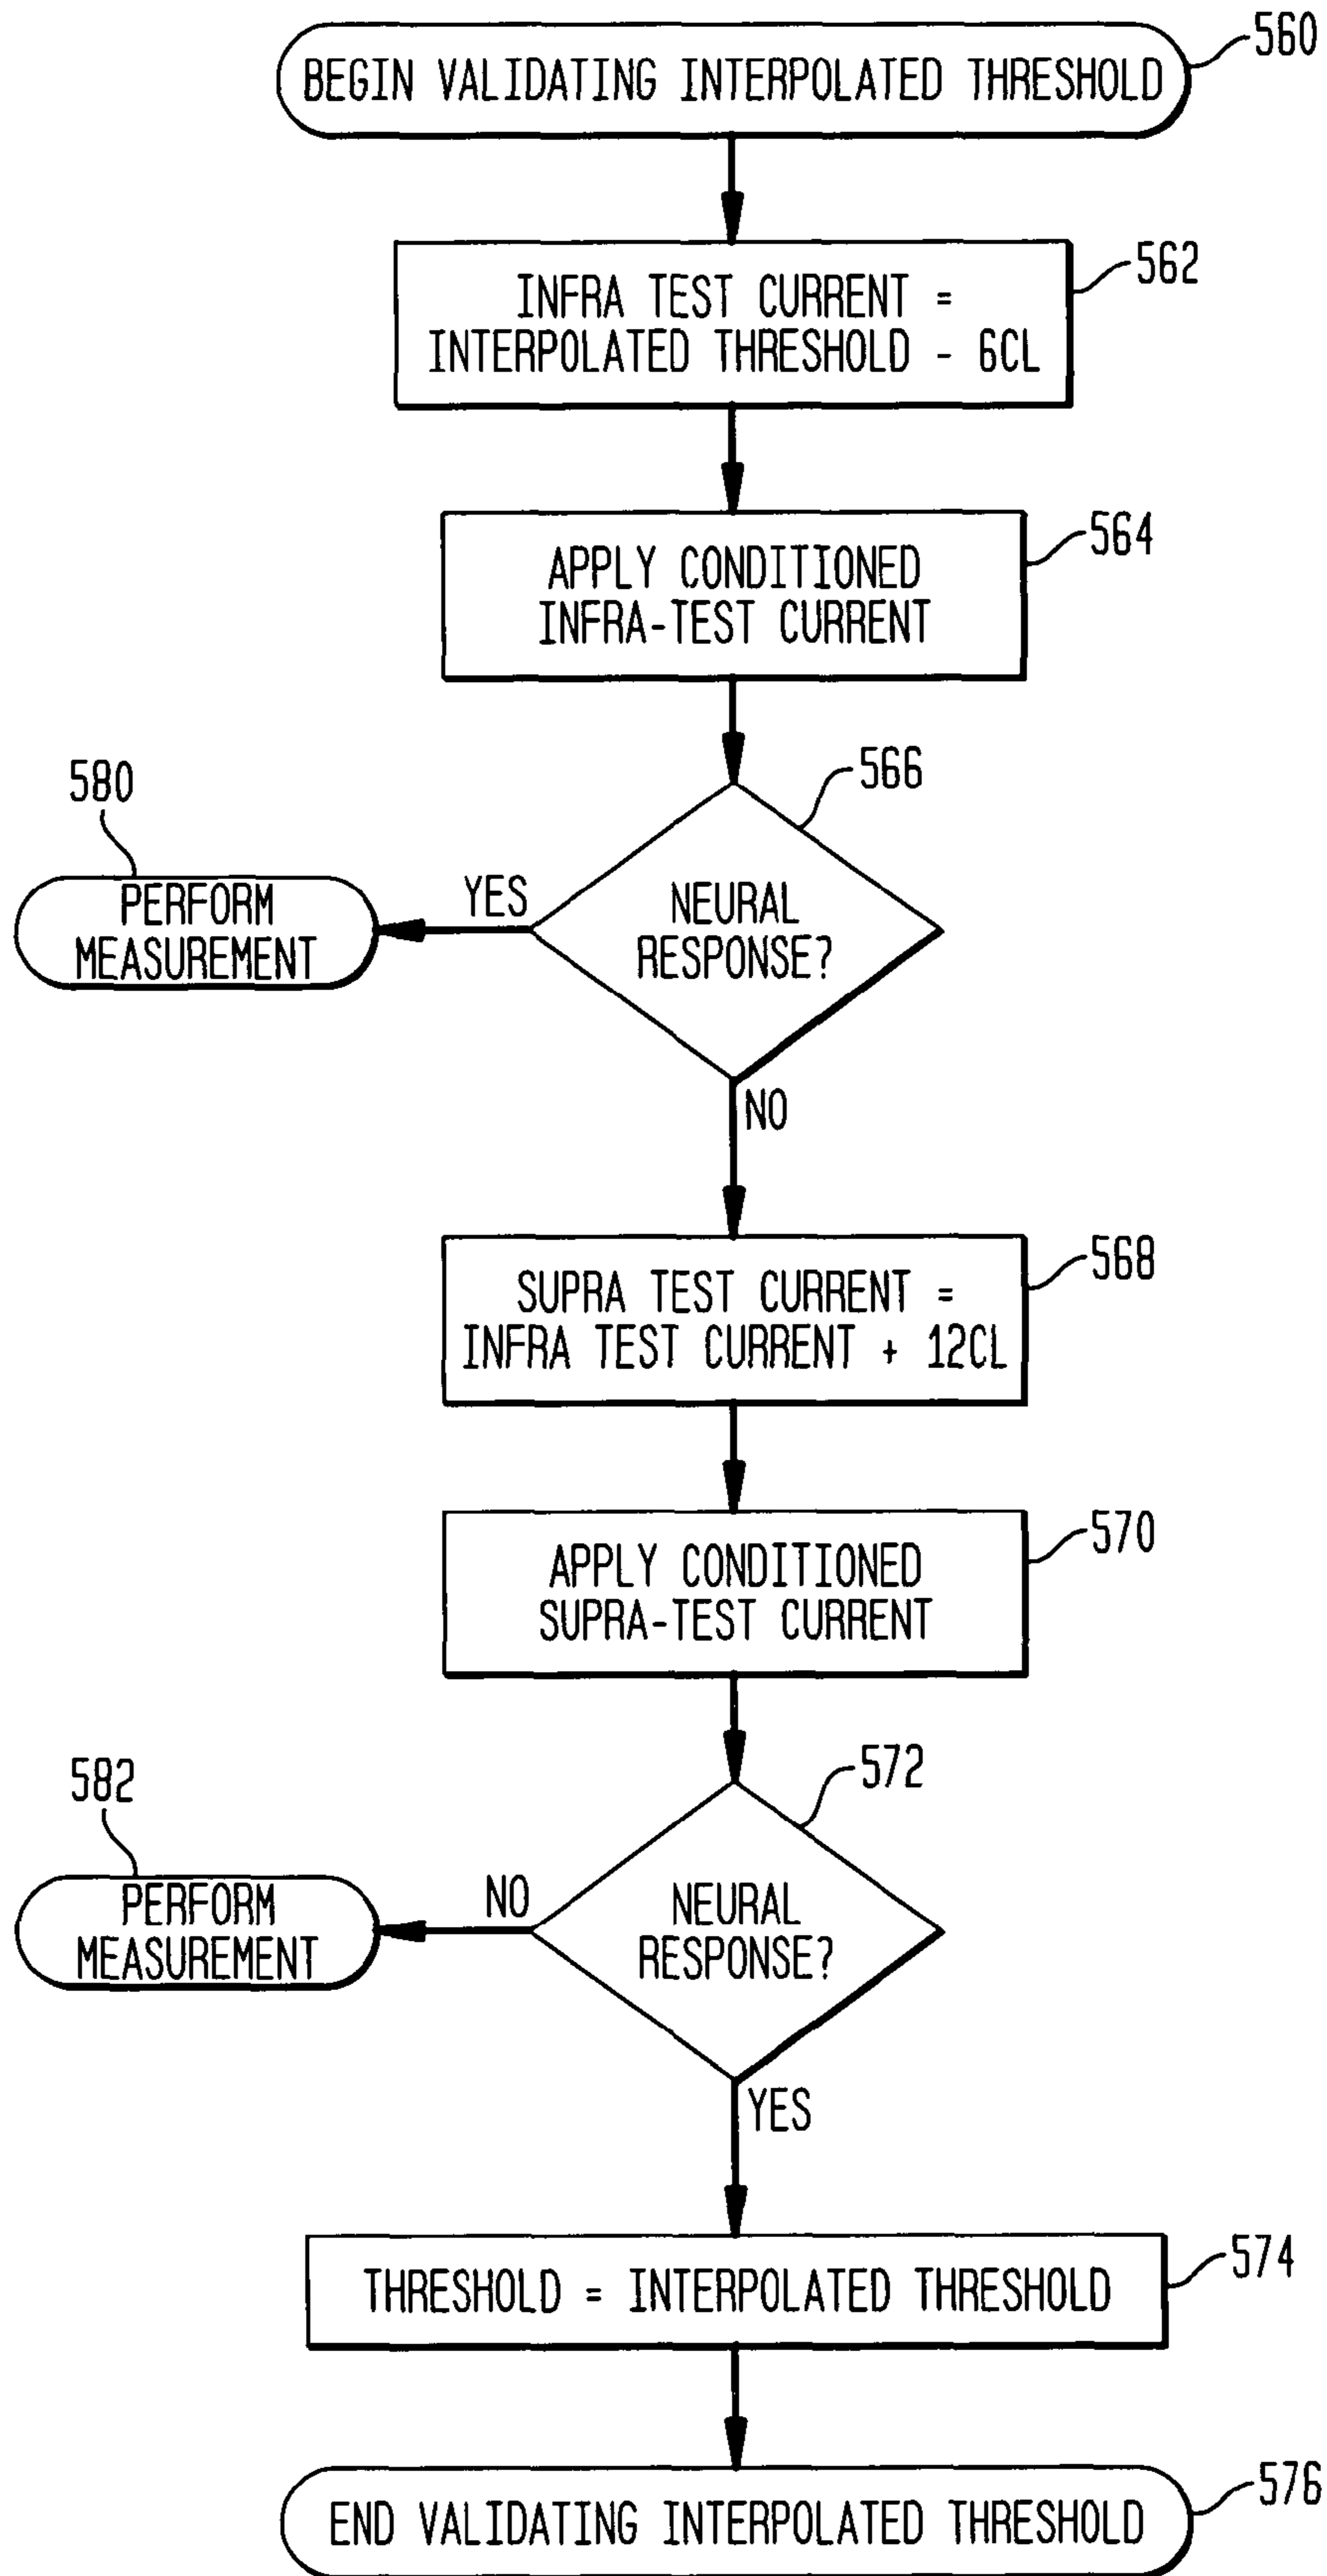 BEGIN VALIDATING INTERPOLATED THRESHOLD
560
INFRA TEST CURRENT =
INTERPOLATED THRESHOLD - 6CL
562
APPLY CONDITIONED
INFRA-TEST CURRENT
564
NEURAL
RESPONSE?
566
YES
580
PERFORM
MEASUREMENT
NO
SUPRA TEST CURRENT =
INFRA TEST CURRENT + 12CL
568
APPLY CONDITIONED
SUPRA-TEST CURRENT
570
NEURAL
RESPONSE?
572
NO
582
PERFORM
MEASUREMENT
YES
THRESHOLD = INTERPOLATED THRESHOLD
574
END VALIDATING INTERPOLATED THRESHOLD
576